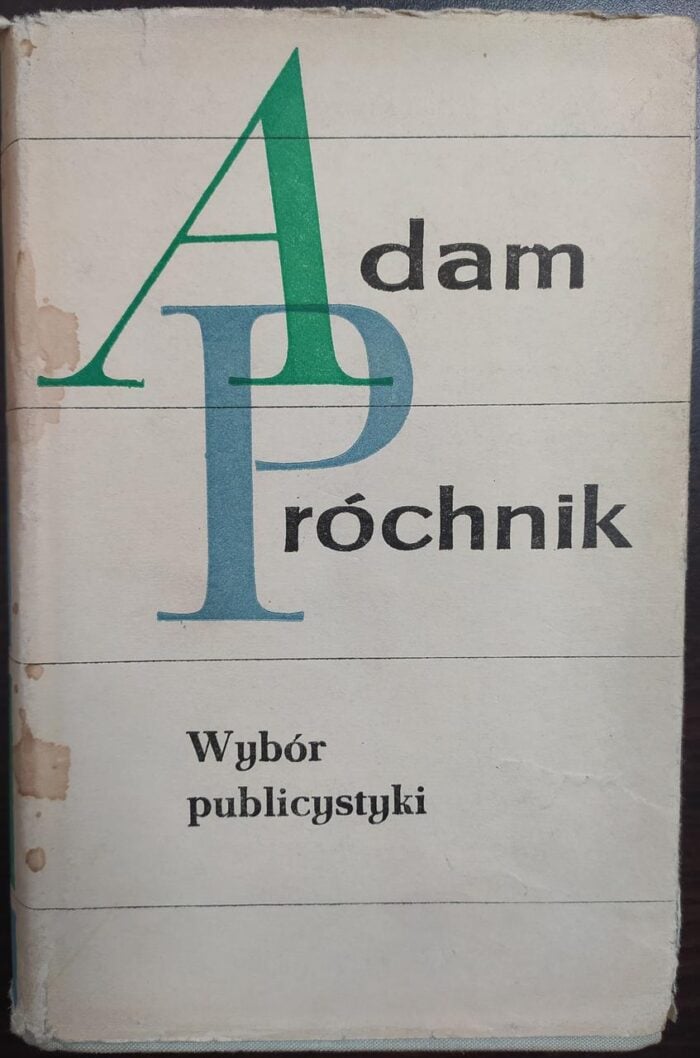 Adam
Próchnik
Wybór
publicystyki